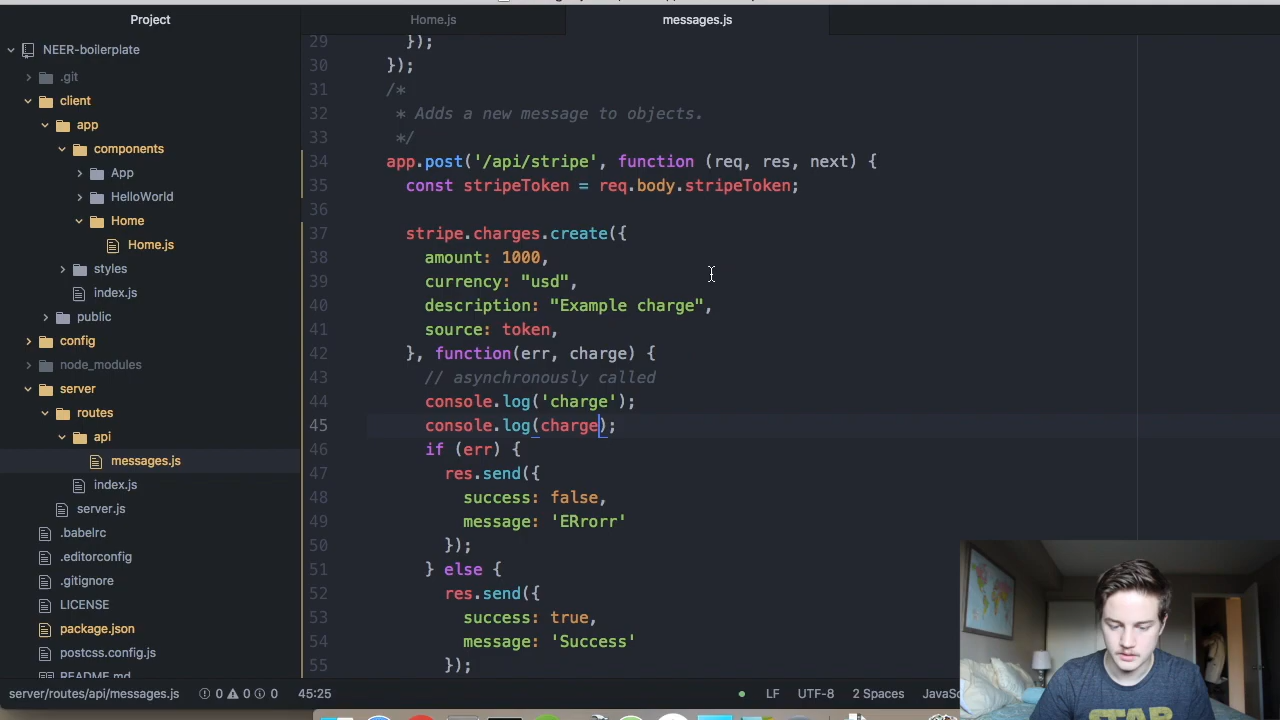 Project
Home.js
messages.js
NEER-boilerplate
.git
client
app
components
App
HelloWorld
Home
Home.js
styles
index.js
public
config
node_modules
server
routes
api
messages.js
index.js
server.js
.babelrc
.editorconfig
.gitignore
LICENSE
package.json
postcss.config.js
README.md
29 });
30 });
31 /*
32 * Adds a new message to objects.
33 */
34 app.post('/api/stripe', function (req, res, next) {
35 const stripeToken = req.body.stripeToken;
36
37 stripe.charges.create({
38 amount: 1000,
39 currency: "usd",
40 description: "Example charge",
41 source: token,
42 }, function(err, charge) {
43 // asynchronously called
44 console.log('charge');
45 console.log(charge);
46 if (err) {
47 res.send({
48 success: false,
49 message: 'ERrorr'
50 });
51 } else {
52 res.send({
53 success: true,
54 message: 'Success'
55 });
server/routes/api/messages.js 0 0 0 45:25 LF UTF-8 2 Spaces